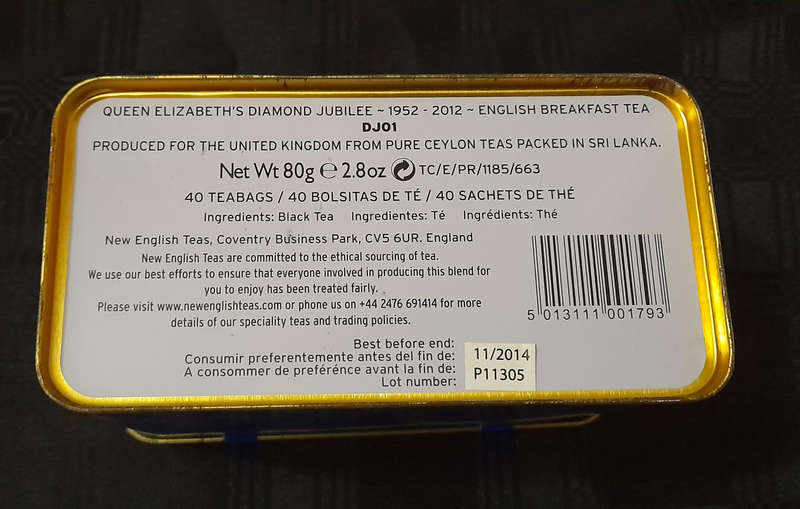 QUEEN ELIZABETH'S DIAMOND JUBILEE ~ 1952 - 2012 ~ ENGLISH BREAKFAST TEA
DJ01
PRODUCED FOR THE UNITED KINGDOM FROM PURE CEYLON TEAS PACKED IN SRI LANKA.
Net Wt 80g ℮ 2.8oz TC/E/PR/1185/663
40 TEABAGS / 40 BOLSITAS DE TÉ / 40 SACHETS DE THÉ
Ingredients: Black Tea Ingredientes: Té Ingrédients: Thé
New English Teas, Coventry Business Park, CV5 6UR. England
New English Teas are committed to the ethical sourcing of tea.
We use our best efforts to ensure that everyone involved in producing this blend for
you to enjoy has been treated fairly.
Please visit www.newenglishteas.com or phone us on +44 2476 691414 for more
details of our speciality teas and trading policies.
5 013111 001793
Best before end:
Consumir preferentemente antes del fin de: 11/2014
A consommer de preférénce avant la fin de:
Lot number: P11305